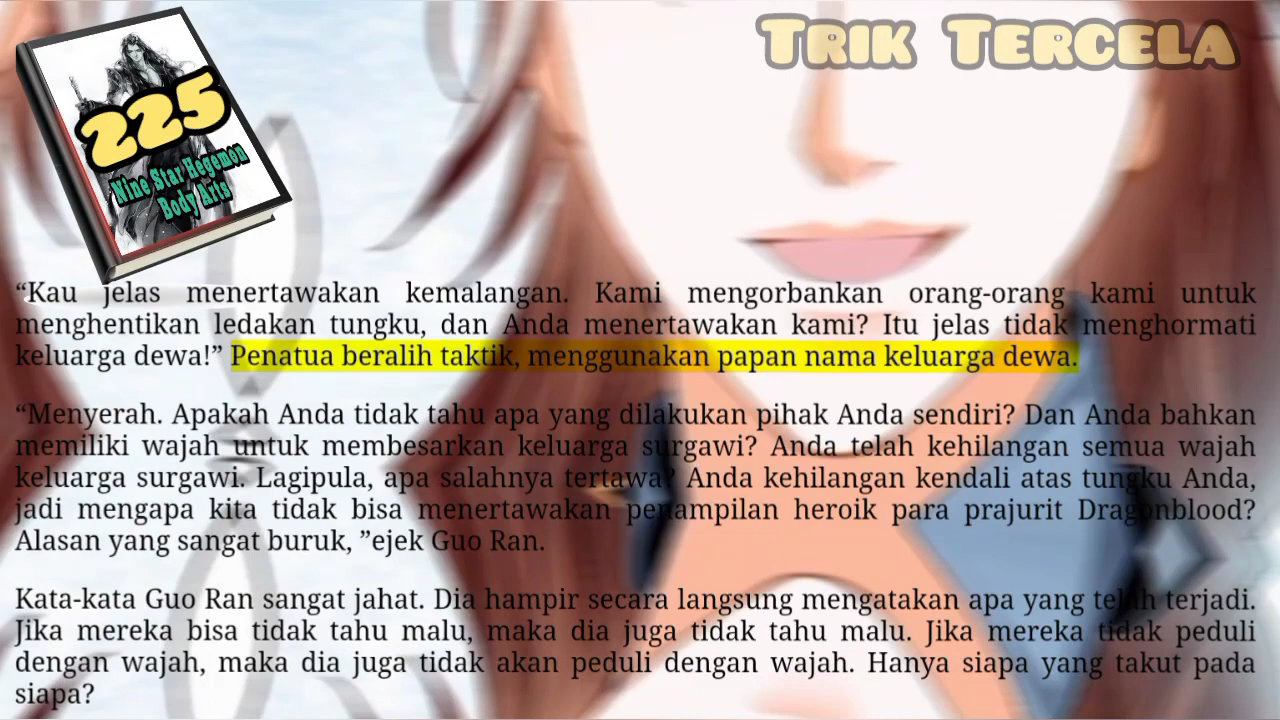 Trik Tercela
225
Nine Star Hegemon
Body Arts
“Kau jelas menertawakan kemalangan. Kami mengorbankan orang-orang kami untuk
menghentikan ledakan tungku, dan Anda menertawakan kami? Itu jelas tidak menghormati
keluarga dewa!” Penatua beralih taktik, menggunakan papan nama keluarga dewa.
“Menyerah. Apakah Anda tidak tahu apa yang dilakukan pihak Anda sendiri? Dan Anda bahkan
memiliki wajah untuk membesarkan keluarga surgawi? Anda telah kehilangan semua wajah
keluarga surgawi. Lagipula, apa salahnya tertawa? Anda kehilangan kendali atas tungku Anda,
jadi mengapa kita tidak bisa menertawakan penampilan heroik para prajurit Dragonblood?
Alasan yang sangat buruk, ”ejek Guo Ran.
Kata-kata Guo Ran sangat jahat. Dia hampir secara langsung mengatakan apa yang telah terjadi.
Jika mereka bisa tidak tahu malu, maka dia juga tidak tahu malu. Jika mereka tidak peduli
dengan wajah, maka dia juga tidak akan peduli dengan wajah. Hanya siapa yang takut pada
siapa?